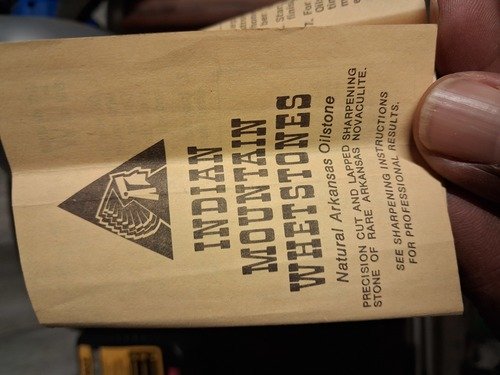 INDIAN
MOUNTAIN
WHETSTONES
Natural Arkansas Oilstone
PRECISION CUT AND LAPPED SHARPENING
STONE OF RARE ARKANSAS NOVACULITE.
SEE SHARPENING INSTRUCTIONS
FOR PROFESSIONAL RESULTS.